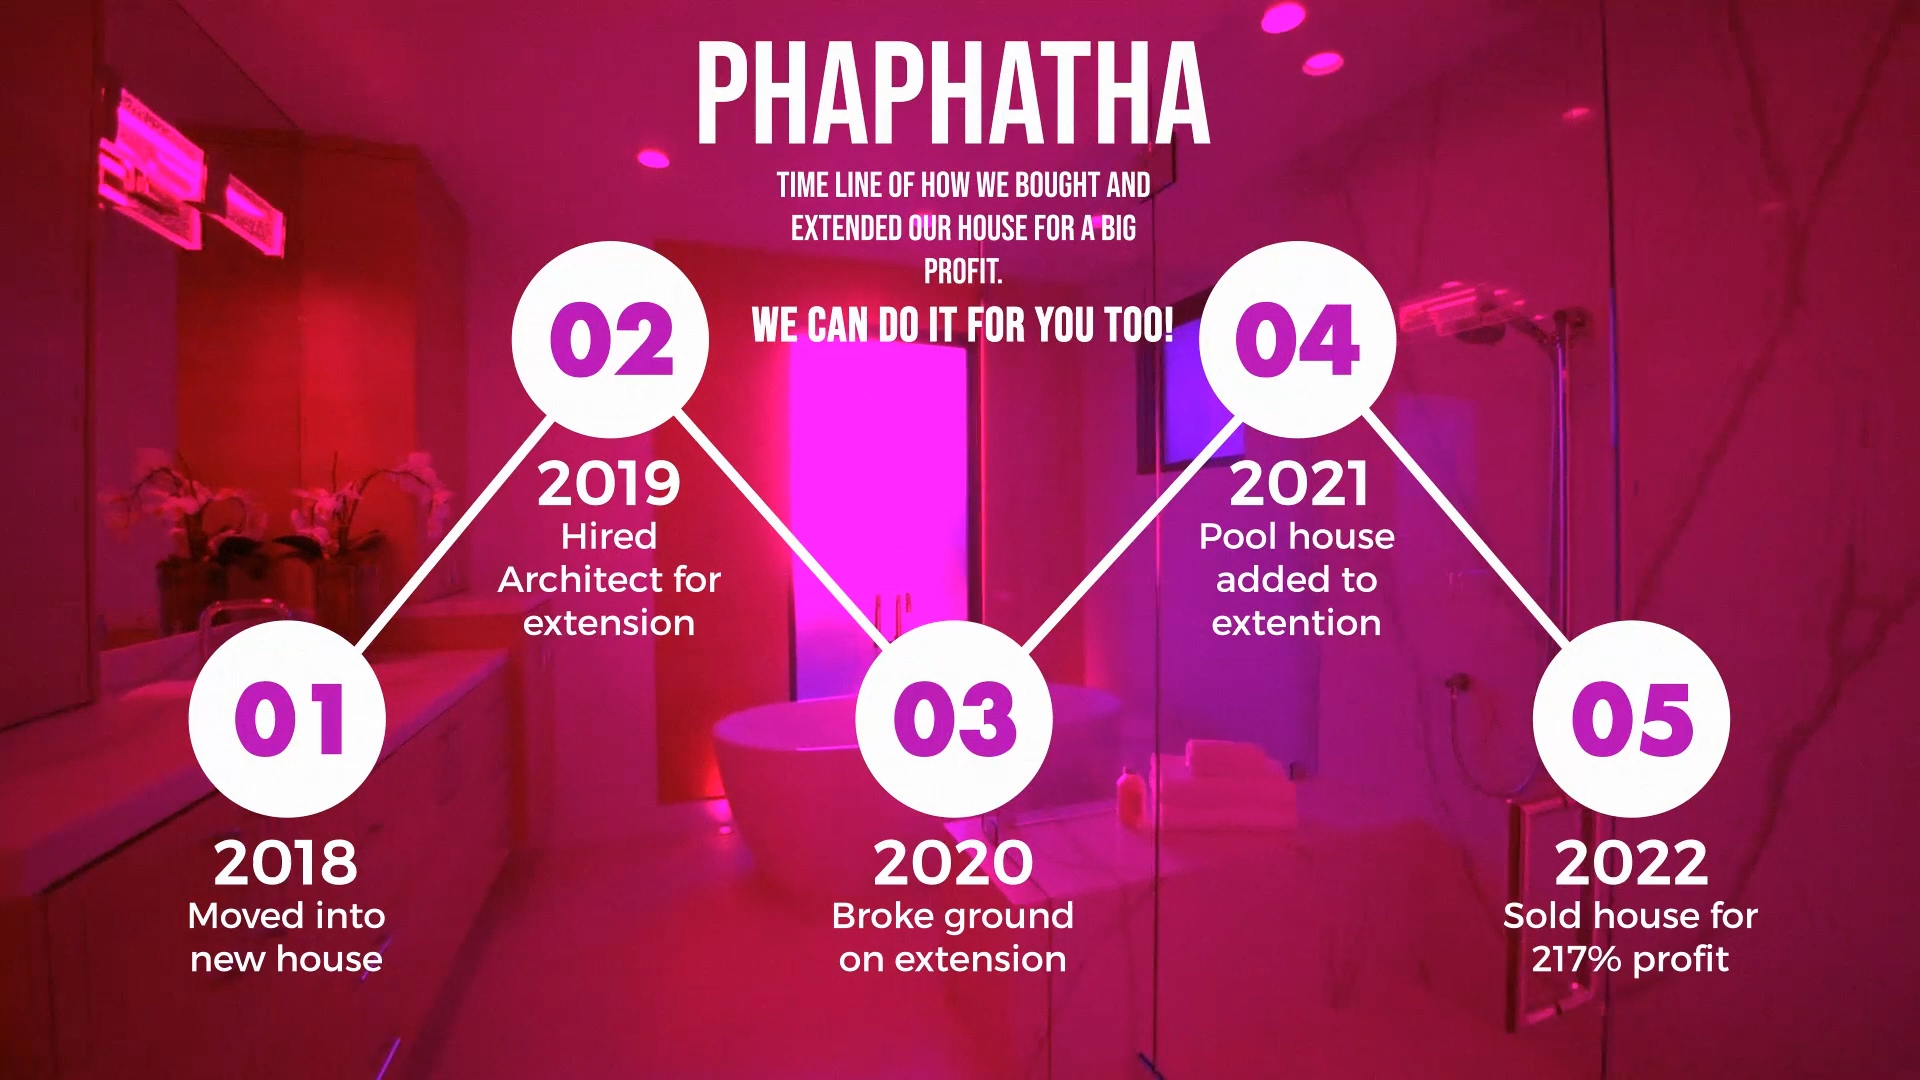 PHAPHATHA
TIME LINE OF HOW WE BOUGHT AND
EXTENDED OUR HOUSE FOR A BIG
PROFIT.
WE CAN DO IT FOR YOU TOO!
01
2018
Moved into
new house
02
2019
Hired
Architect for
extension
03
2020
Broke ground
on extension
04
2021
Pool house
added to
extention
05
2022
Sold house for
217% profit